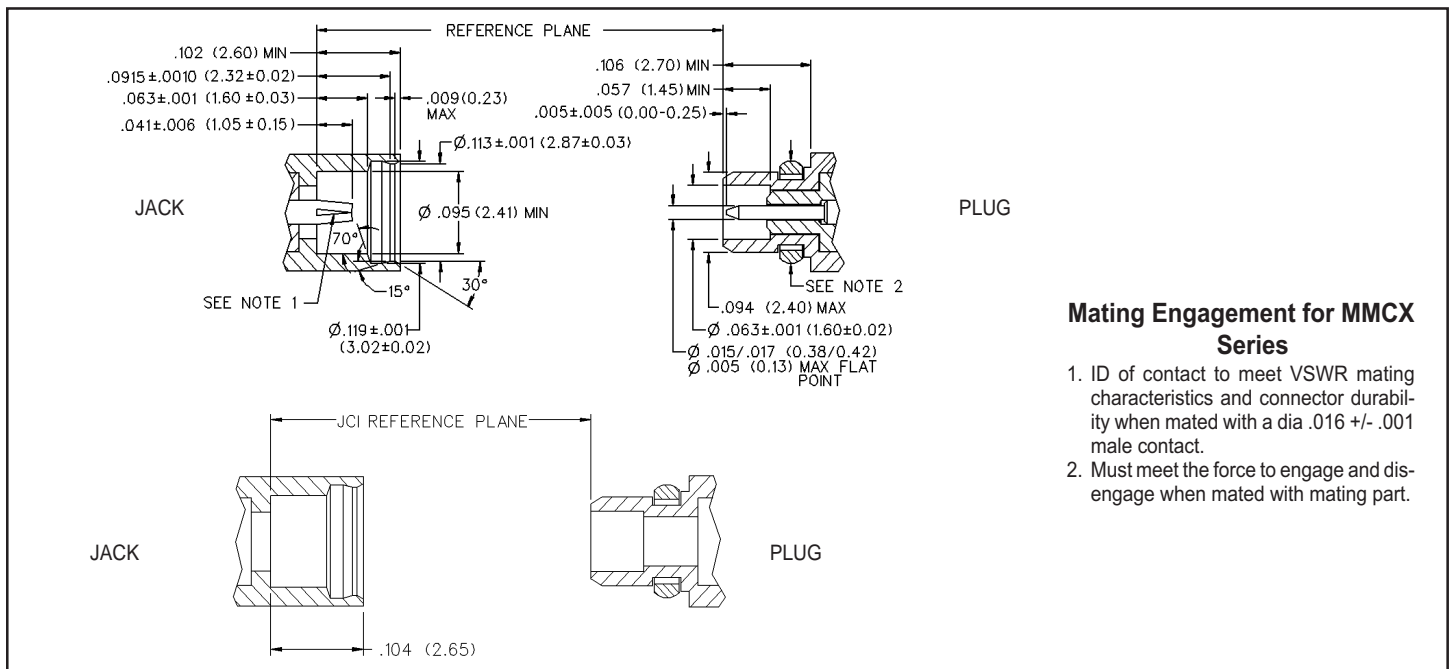 REFERENCE PLANE
.102 (2.60) MIN
.0915±.0010 (2.32±0.02)
.063±.001 (1.60±0.03)
.041±.006 (1.05±0.15)
.009(0.23)
MAX
Ø.113±.001 (2.87±0.03)
.106 (2.70) MIN
.057 (1.45) MIN
.005±.005 (0.00-0.25)
JACK
Ø .095 (2.41) MIN
70°
SEE NOTE 1
15°
30°
Ø.119±.001
(3.02±0.02)
PLUG
SEE NOTE 2
.094 (2.40) MAX
Ø .063±.001 (1.60±0.02)
Ø .015/.017 (0.38/0.42)
Ø .005 (0.13) MAX FLAT
POINT
Mating Engagement for MMCX
Series
1. ID of contact to meet VSWR mating
characteristics and connector durabil-
ity when mated with a dia .016 +/- .001
male contact.
2. Must meet the force to engage and dis-
engage when mated with mating part.
JCI REFERENCE PLANE
JACK
PLUG
.104 (2.65)